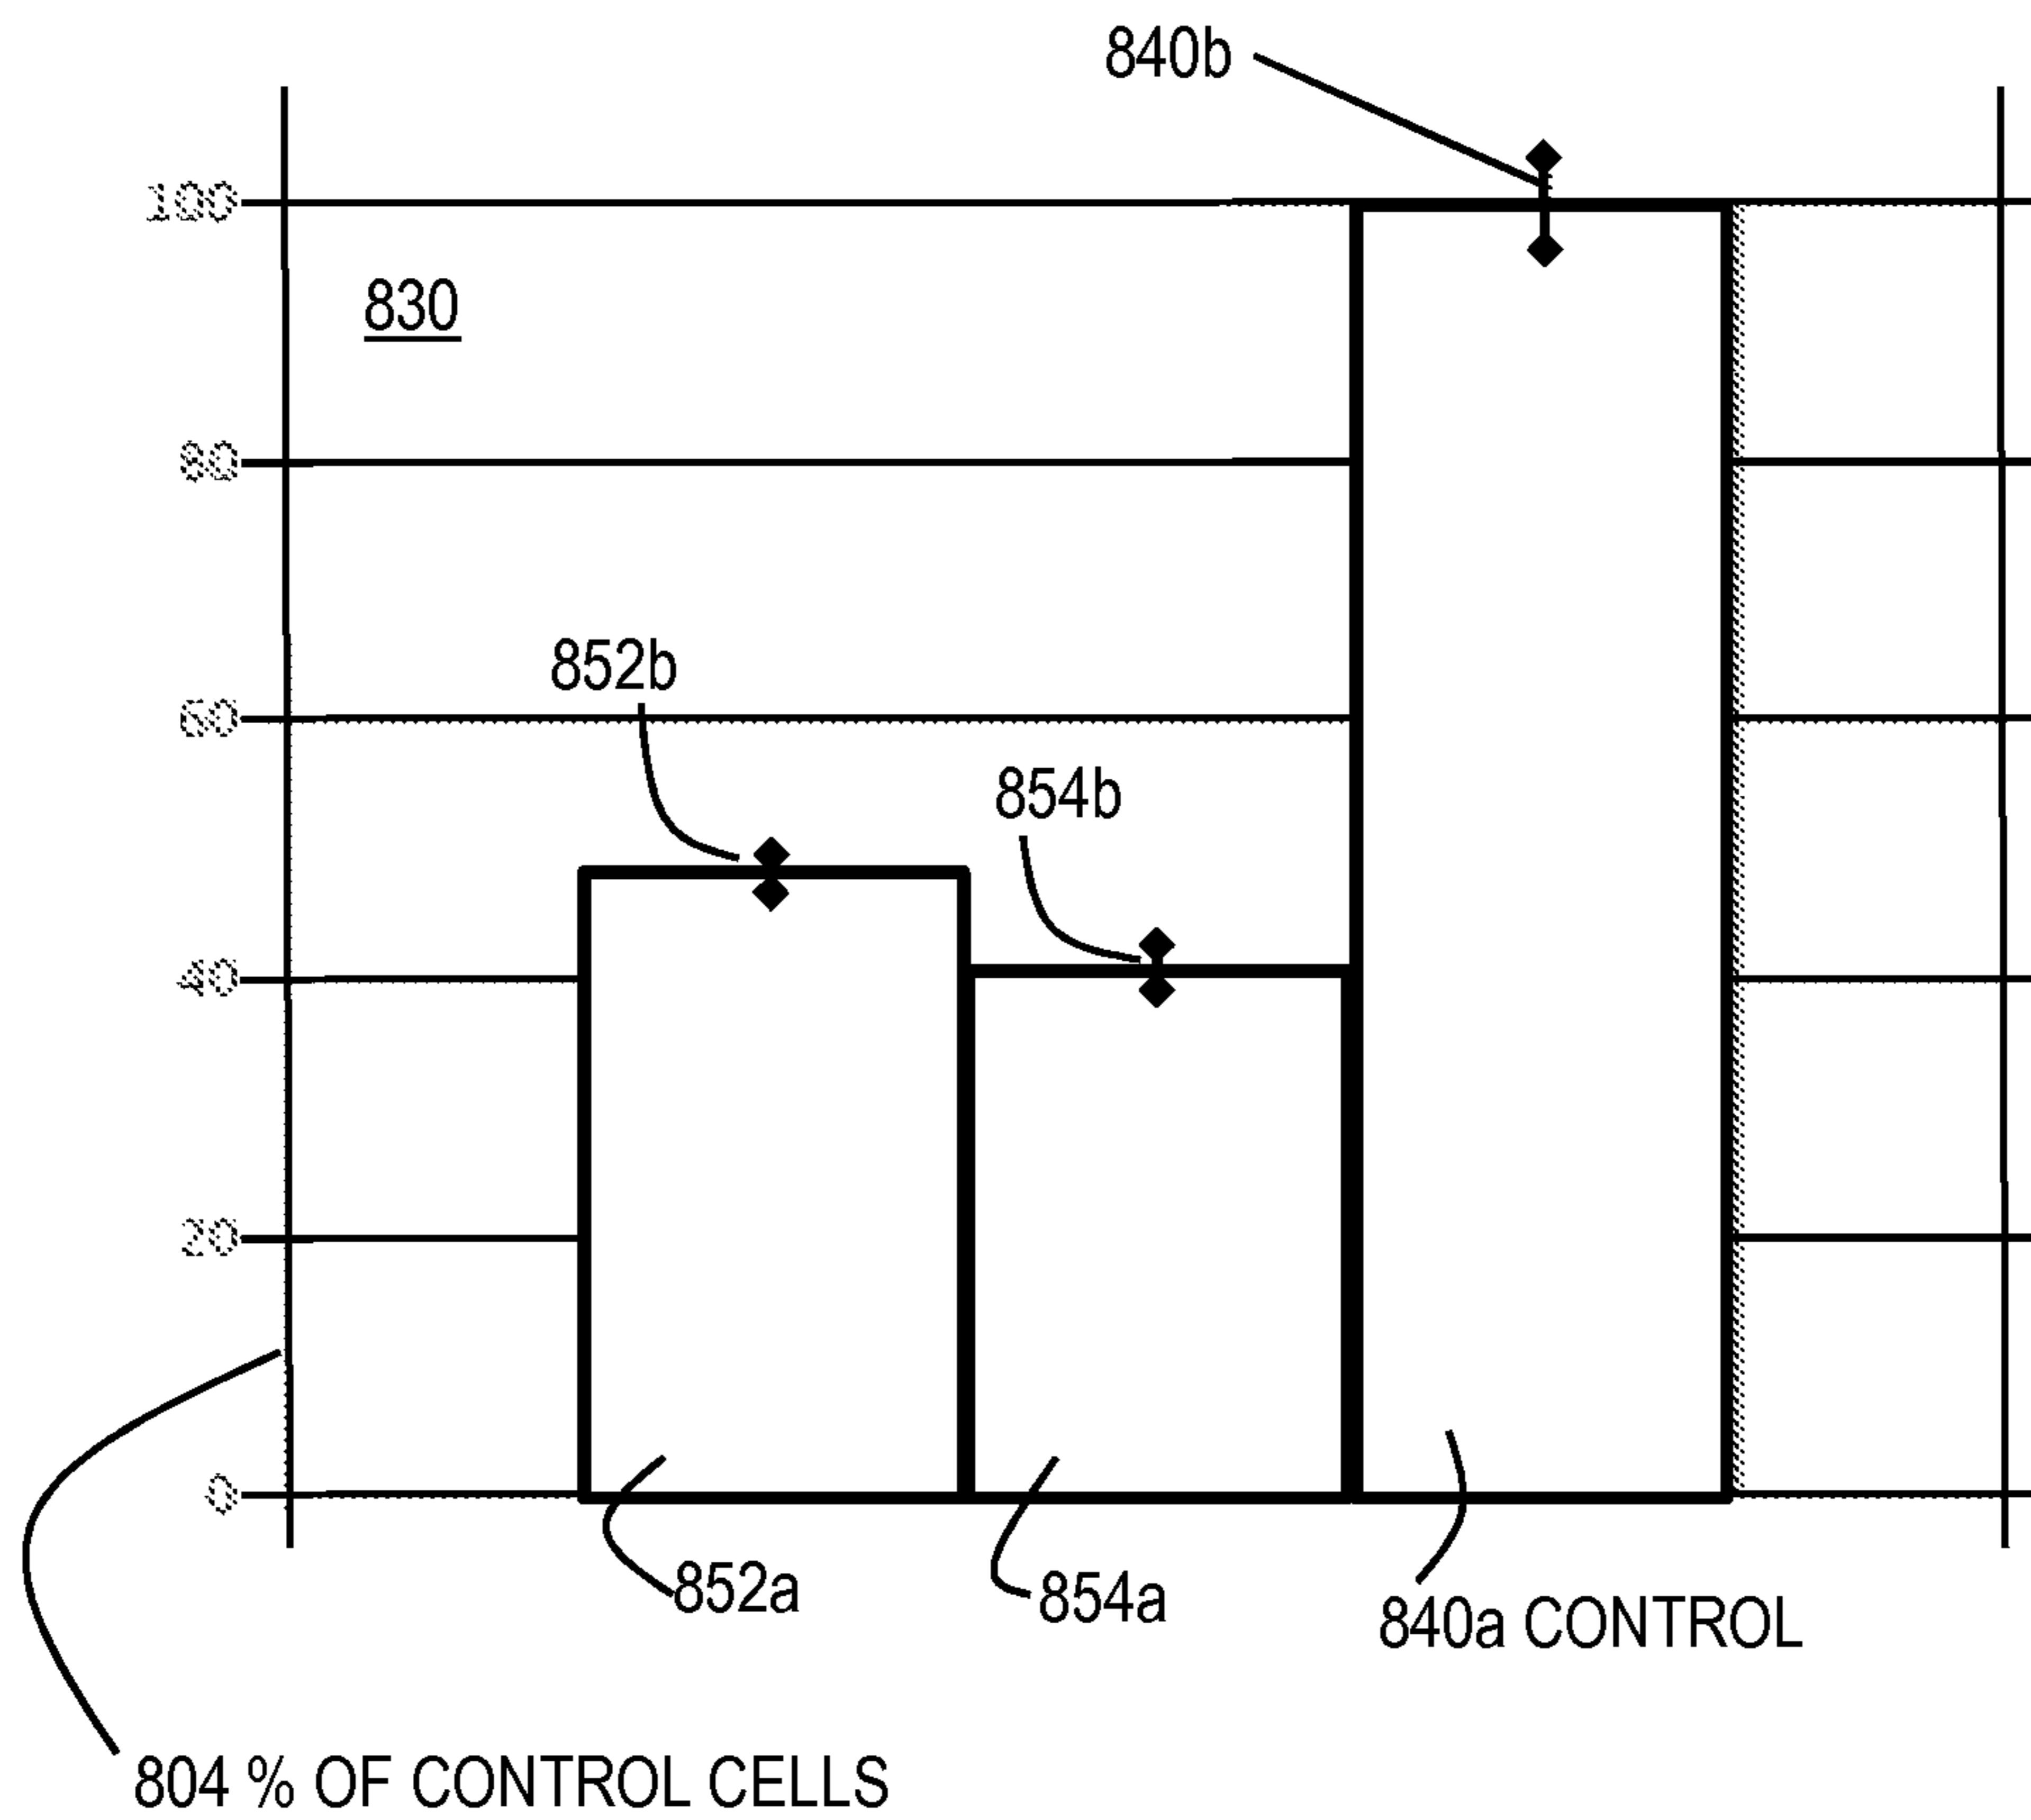 840b
100
830
80
852b
60
854b
40
20
0
852a
854a
840a CONTROL
804 % OF CONTROL CELLS